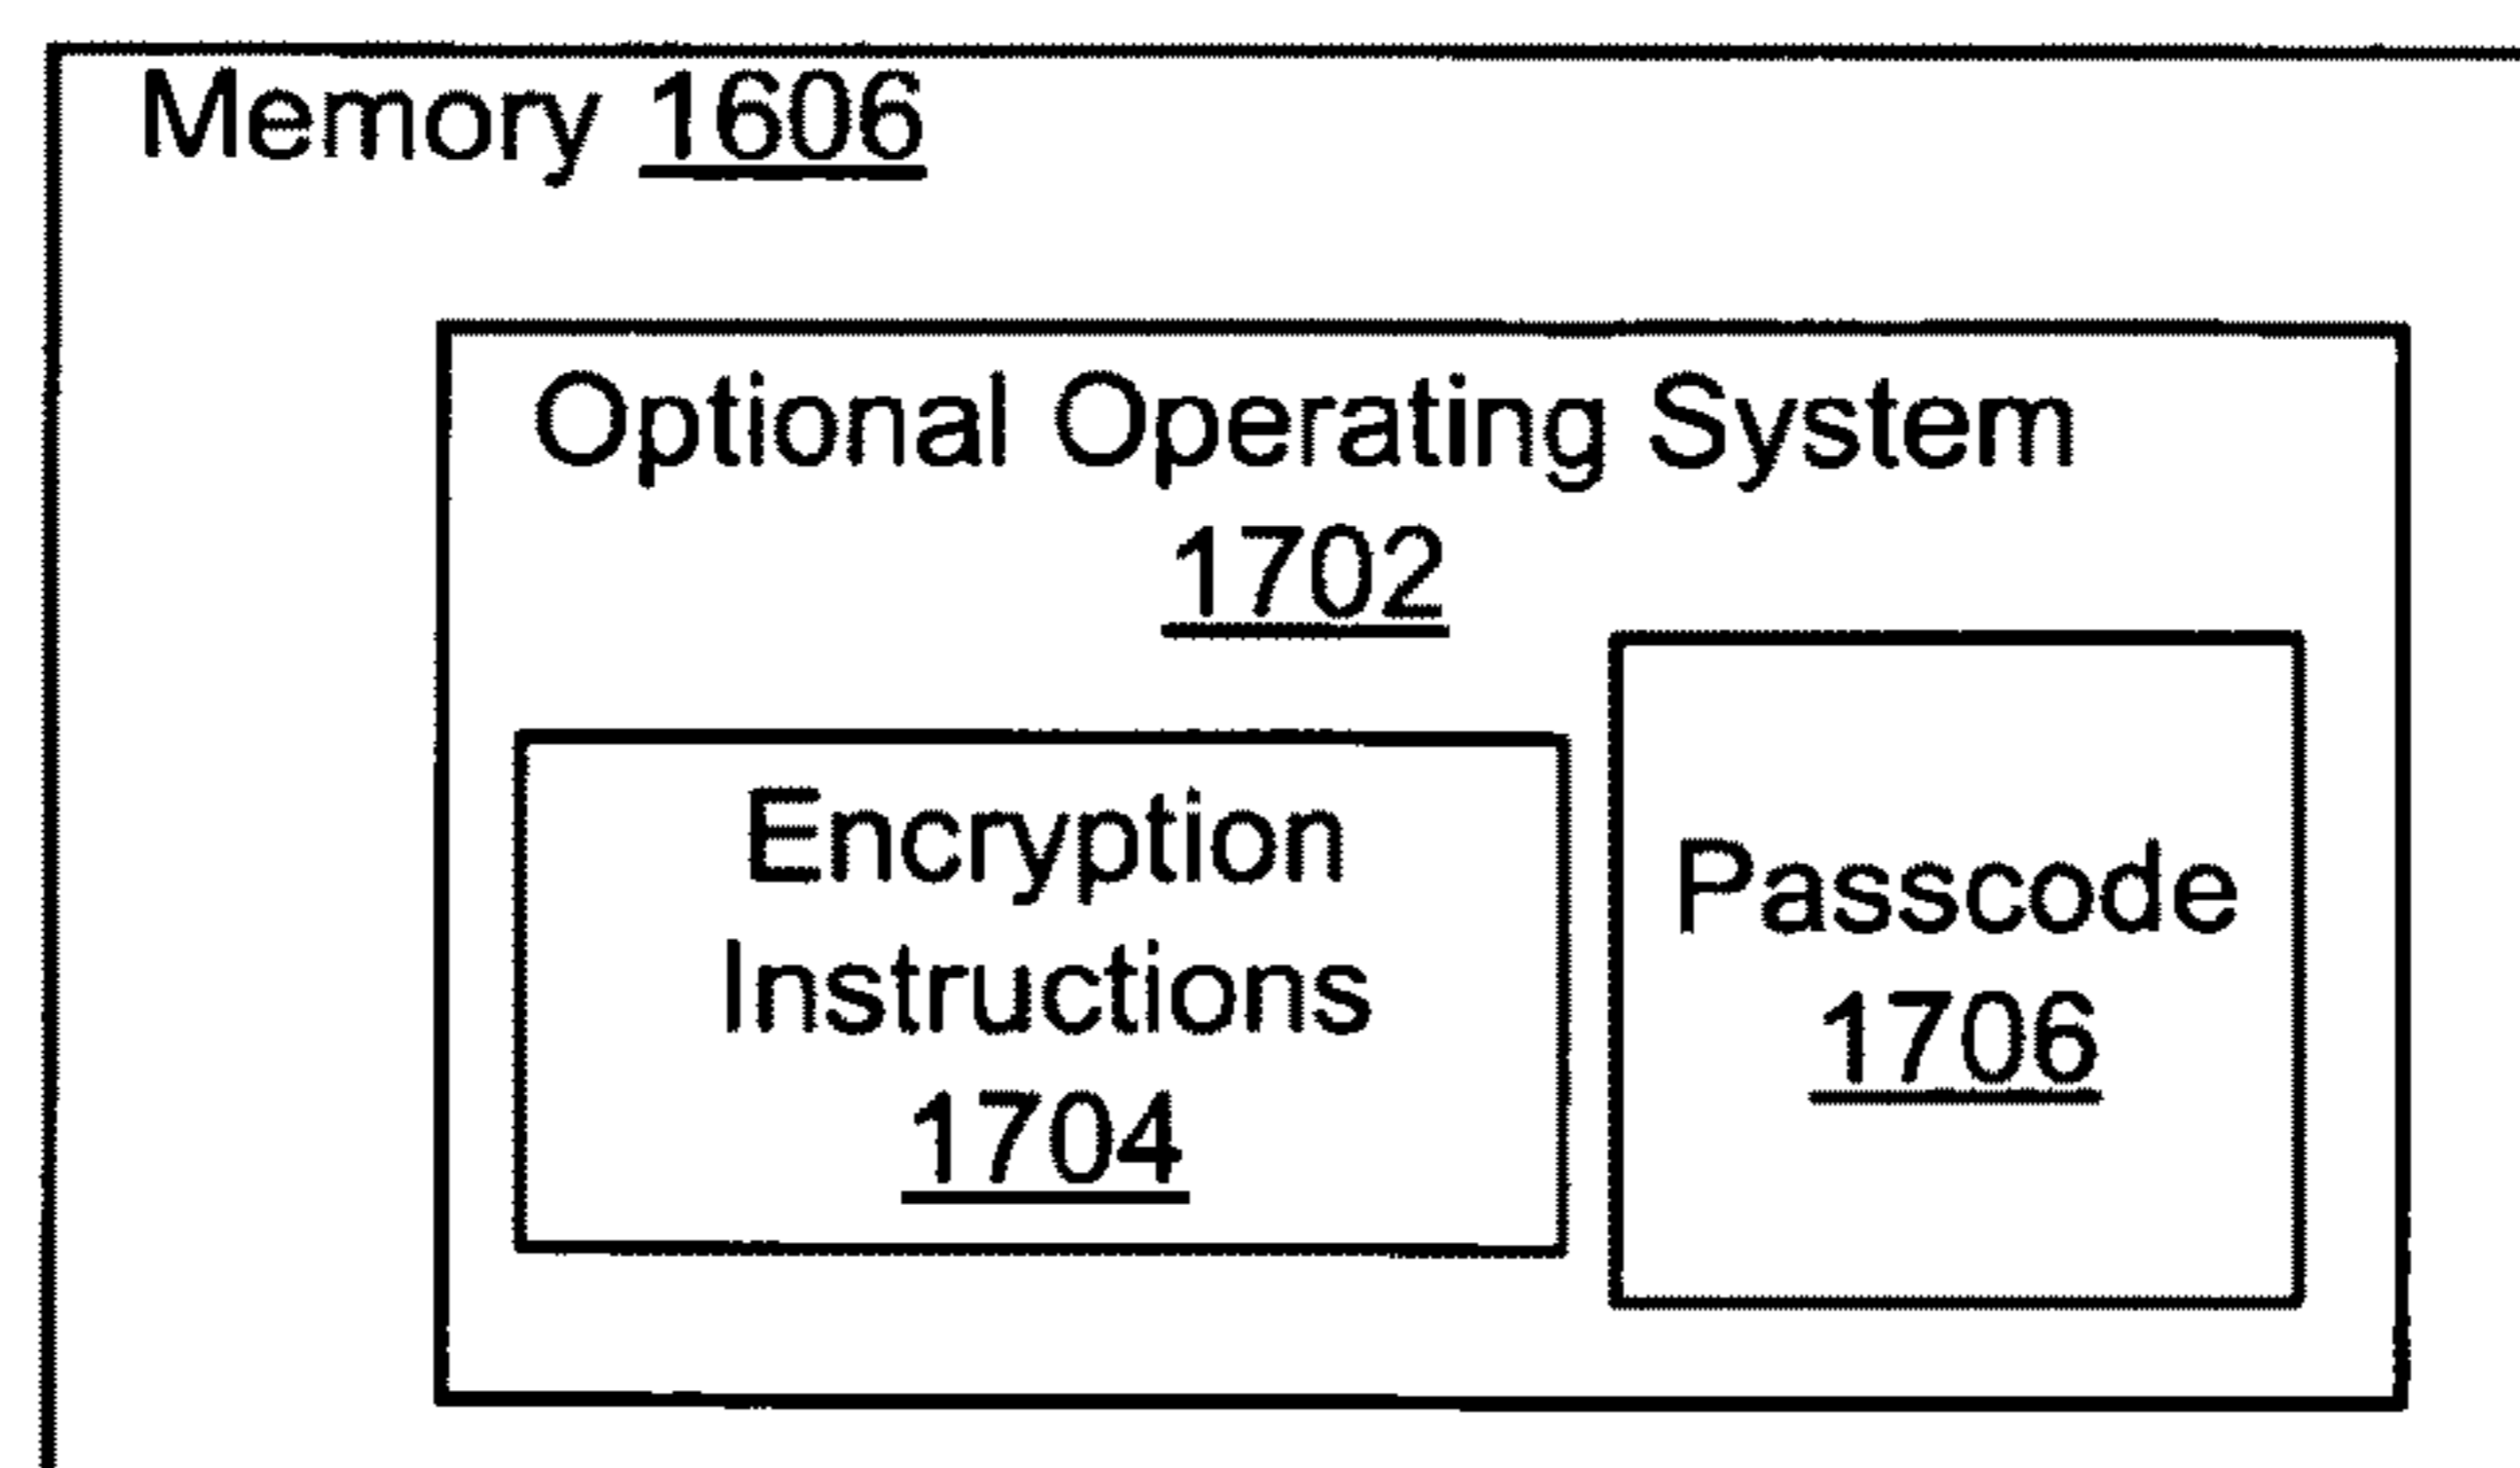 Memory 1606
Optional Operating System
1702
Encryption
Instructions
1704
Passcode
1706